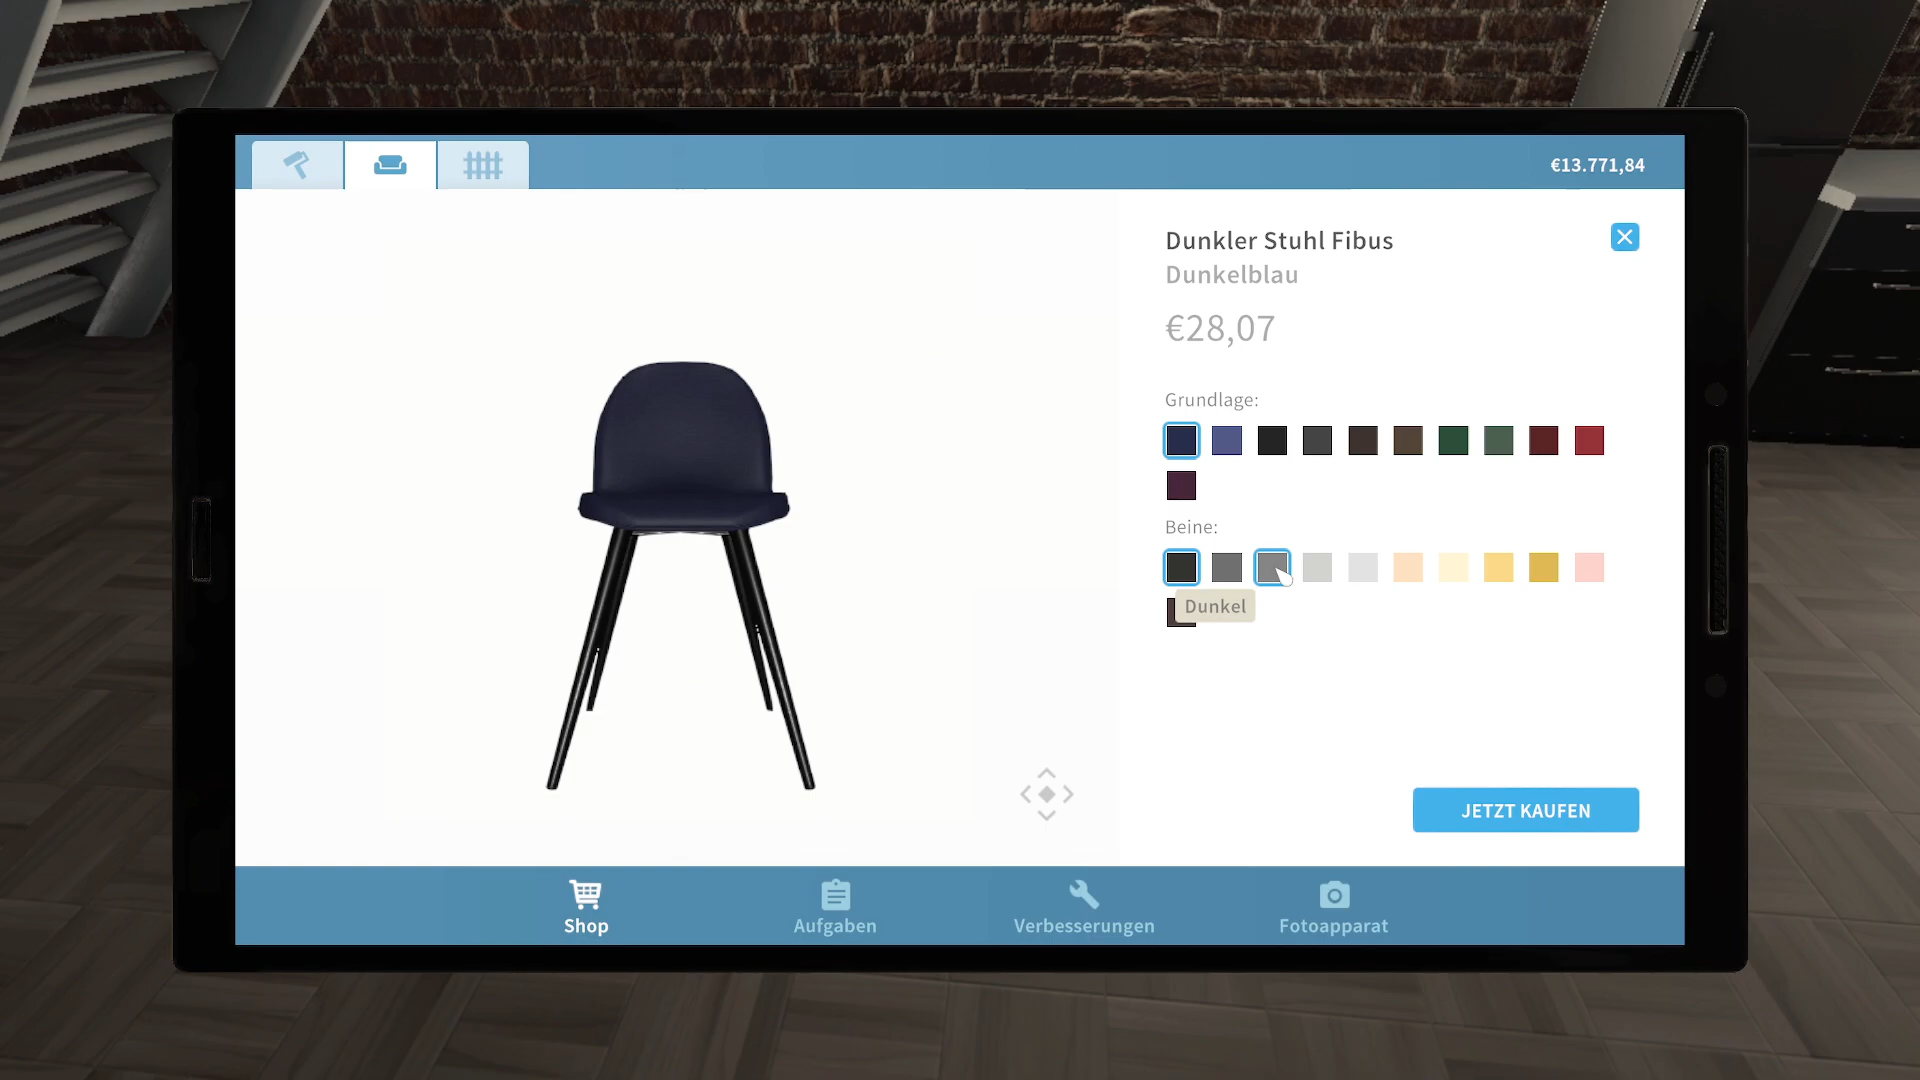 €13.771,84
Dunkler Stuhl Fibus
Dunkelblau
€28,07
Grundlage:
Beine:
Dunkel
JETZT KAUFEN
Shop
Aufgaben
Verbesserungen
Fotoapparat